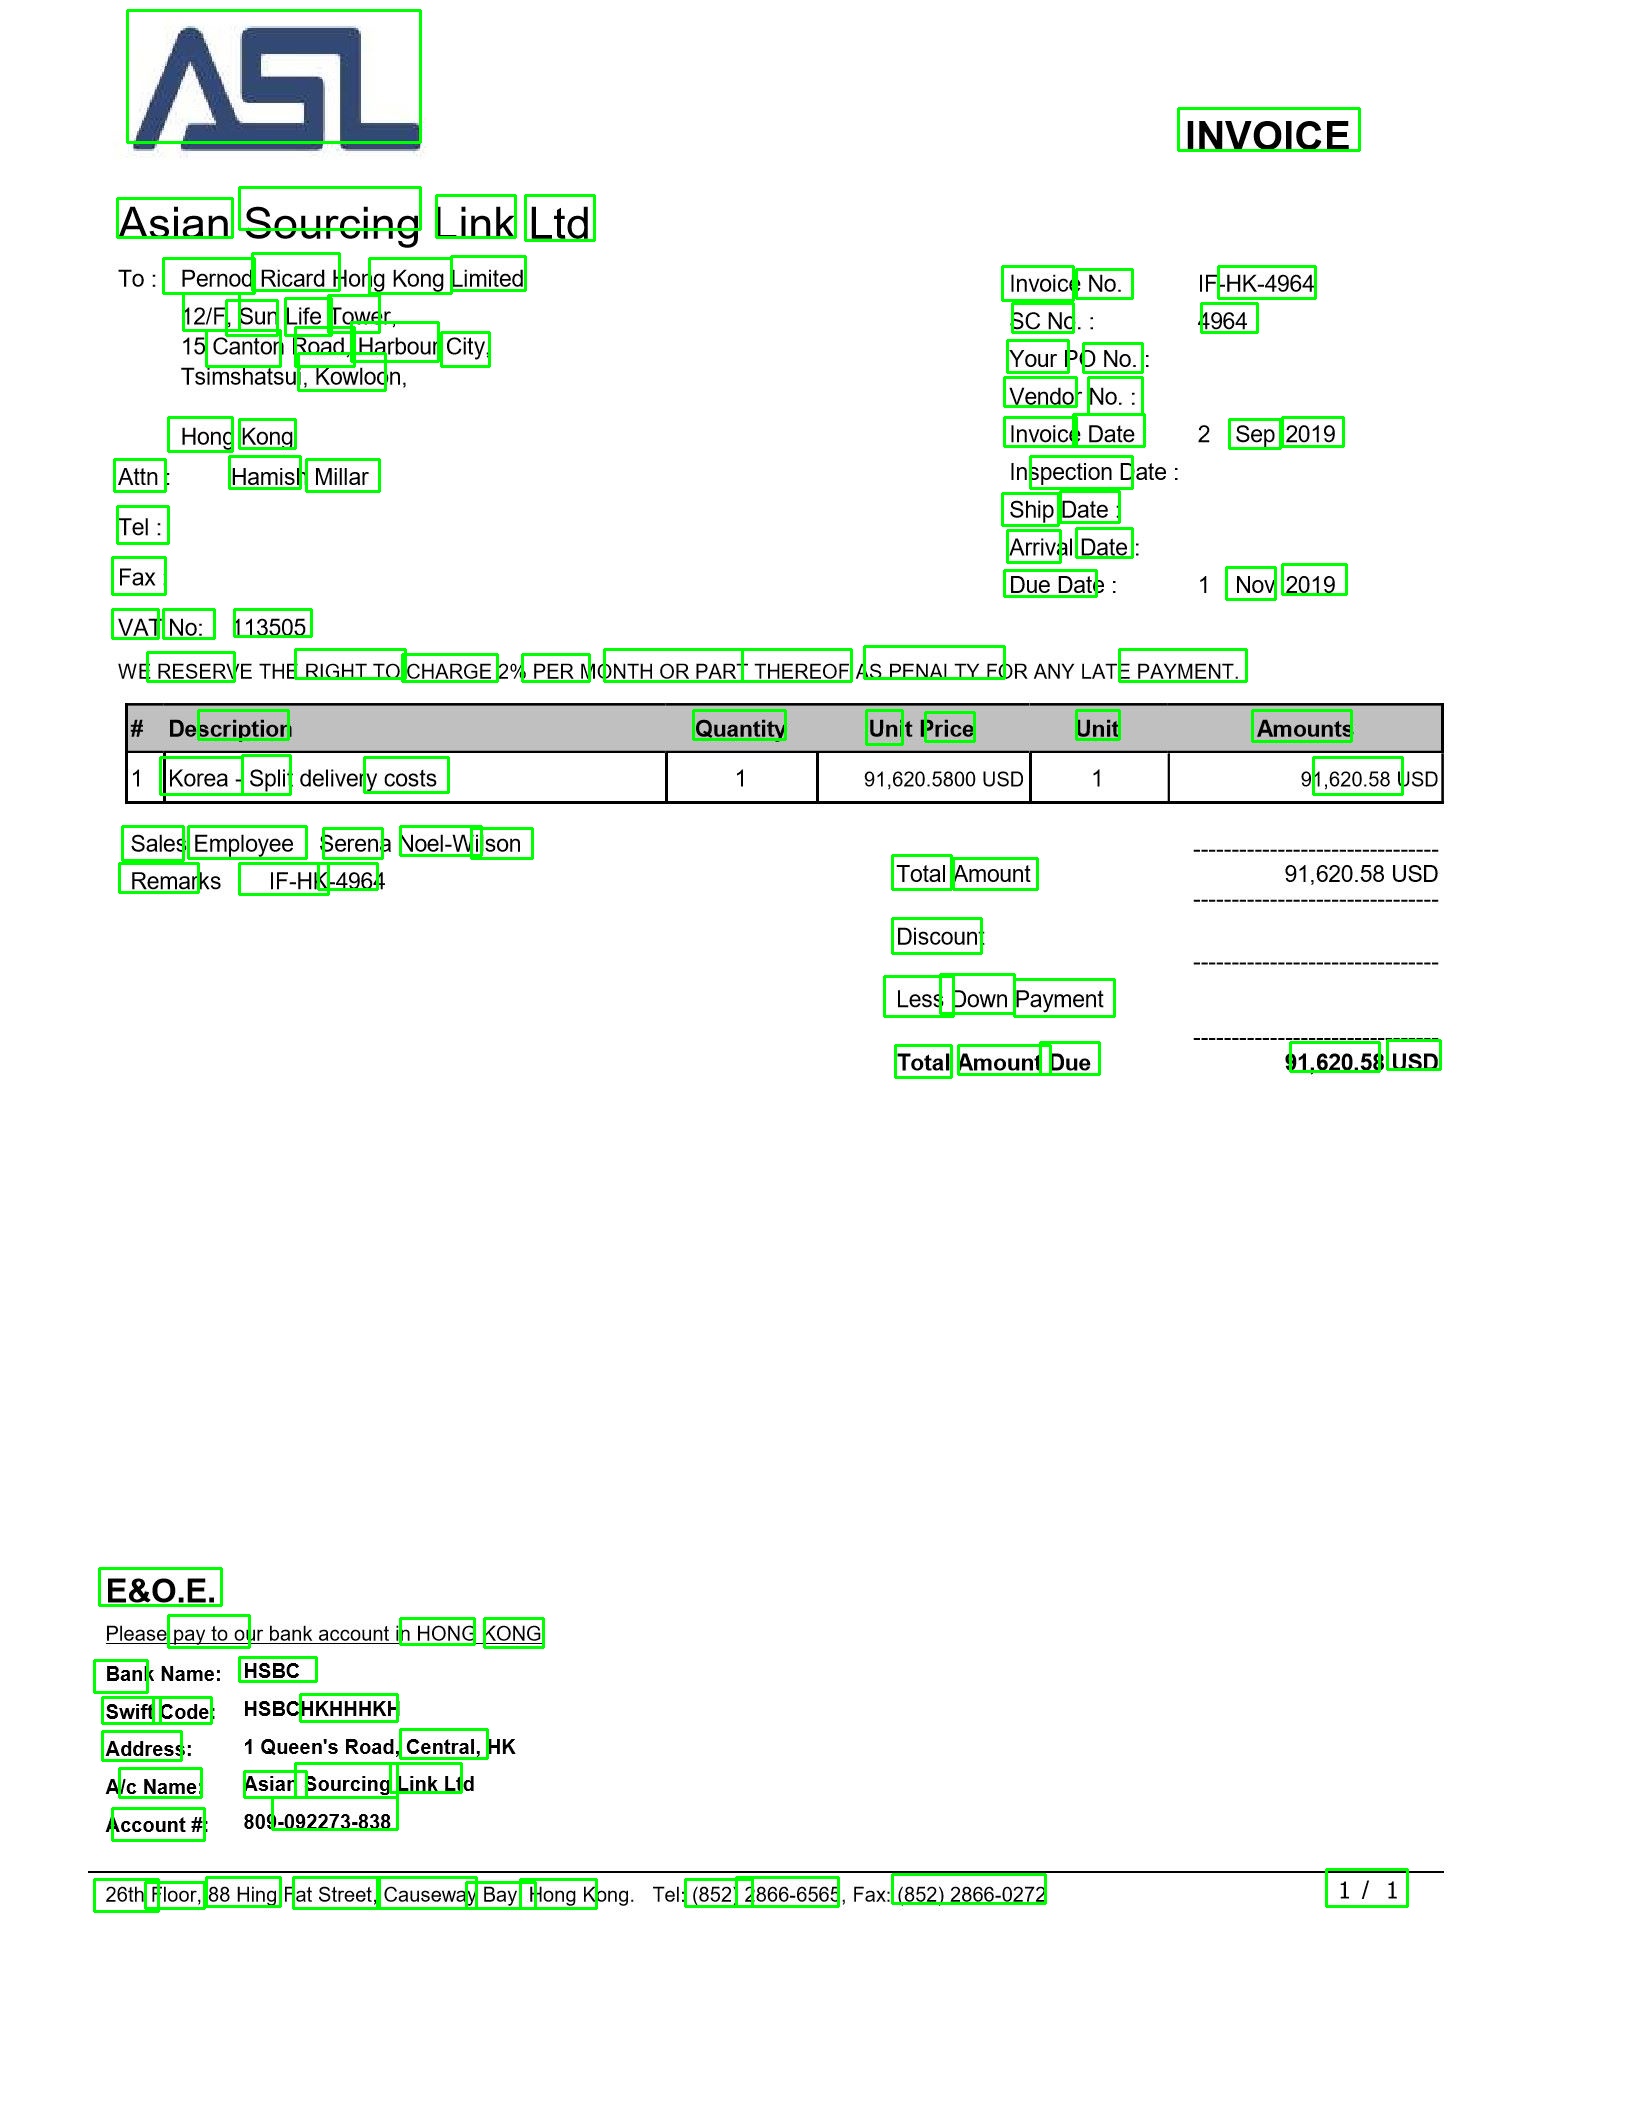 ASL
INVOICE
Asian Sourcing Link Ltd
To : Pernod Ricard Hong Kong Limited
12/F, Sun Life Tower,
15 Canton Road, Harbour City,
Tsimshatsui, Kowloon,
Hong Kong
Attn : Hamish Millar
Tel :
Fax
VAT No: 113505
Invoice No. IF-HK-4964
SC No. : 4964
Your PO No. :
Vendor No. :
Invoice Date 2 Sep 2019
Inspection Date :
Ship Date :
Arrival Date :
Due Date : 1 Nov 2019
WE RESERVE THE RIGHT TO CHARGE 2% PER MONTH OR PART THEREOF AS PENALTY FOR ANY LATE PAYMENT.
# Description Quantity Unit Price Unit Amounts
1 Korea - Split delivery costs 1 91,620.5800 USD 1 91,620.58 USD
Sales Employee Serena Noel-Wilson
Remarks IF-HK-4964
Total Amount 91,620.58 USD
Discount
Less Down Payment
Total Amount Due 91,620.58 USD
E&O.E.
Please pay to our bank account in HONG KONG
Bank Name: HSBC
Swift Code: HSBCHKHHHKH
Address: 1 Queen's Road, Central, HK
A/c Name: Asian Sourcing Link Ltd
Account #: 809-092273-838
26th Floor, 88 Hing Fat Street, Causeway Bay, Hong Kong. Tel: (852) 2866-6565, Fax: (852) 2866-0272
1 / 1